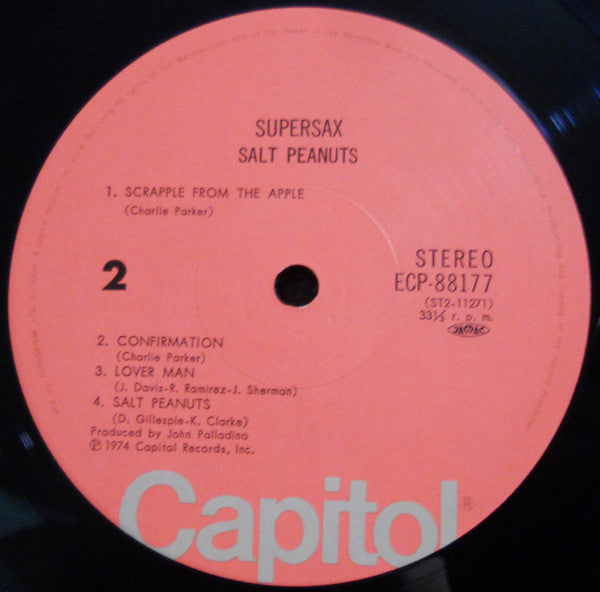 SUPERSAX
SALT PEANUTS
1. SCRAPPLE FROM THE APPLE
(Charlie Parker)
2
STEREO
ECP-88177
(ST2-11271)
33⅓ r. p. m.
2. CONFIRMATION
(Charlie Parker)
3. LOVER MAN
(J. Davis-R. Ramirez-J. Sherman)
4. SALT PEANUTS
(D. Gillespie-K. Clarke)
Produced by John Palladino
Ⓟ1974 Capitol Records, Inc.
Capitol®